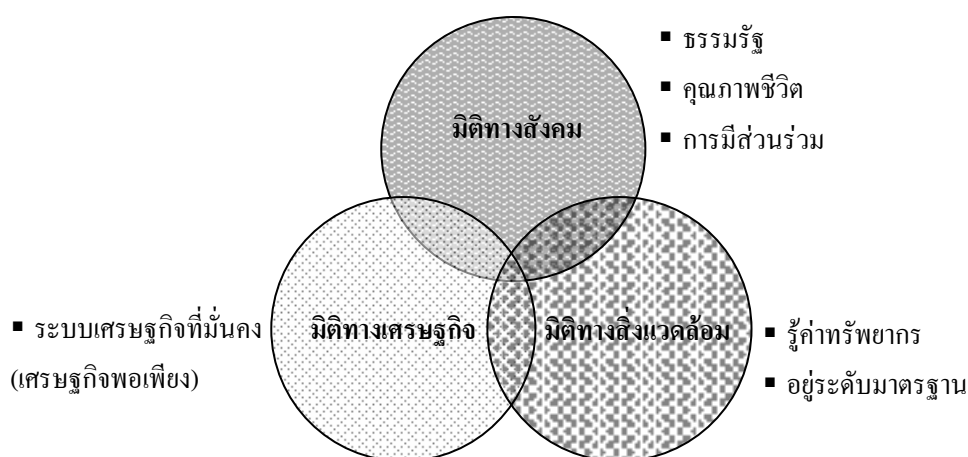 ▪ ธรรมรัฐ
▪ คุณภาพชีวิต
▪ การมีส่วนร่วม
มิติทางสังคม
▪ ระบบเศรษฐกิจที่มั่นคง
(เศรษฐกิจพอเพียง)
มิติทางเศรษฐกิจ
มิติทางสิ่งแวดล้อม
▪ รู้ค่าทรัพยากร
▪ อยู่ระดับมาตรฐาน